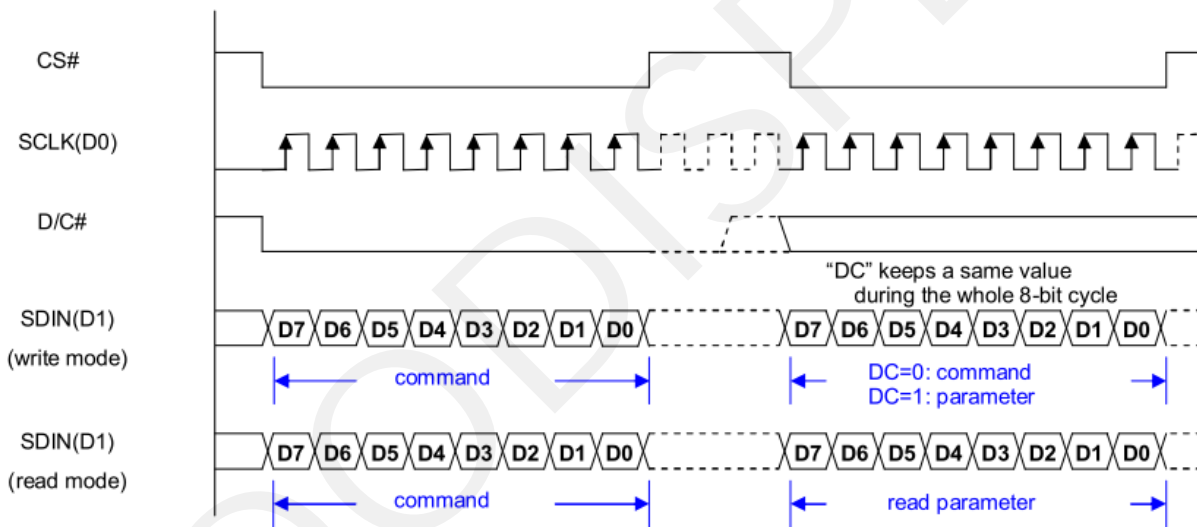 CS#
SCLK(D0)
D/C#
“DC” keeps a same value
during the whole 8-bit cycle
SDIN(D1)
(write mode)
D7 D6 D5 D4 D3 D2 D1 D0 D7 D6 D5 D4 D3 D2 D1 D0
command
DC=0: command
DC=1: parameter
SDIN(D1)
(read mode)
D7 D6 D5 D4 D3 D2 D1 D0 D7 D6 D5 D4 D3 D2 D1 D0
command
read parameter